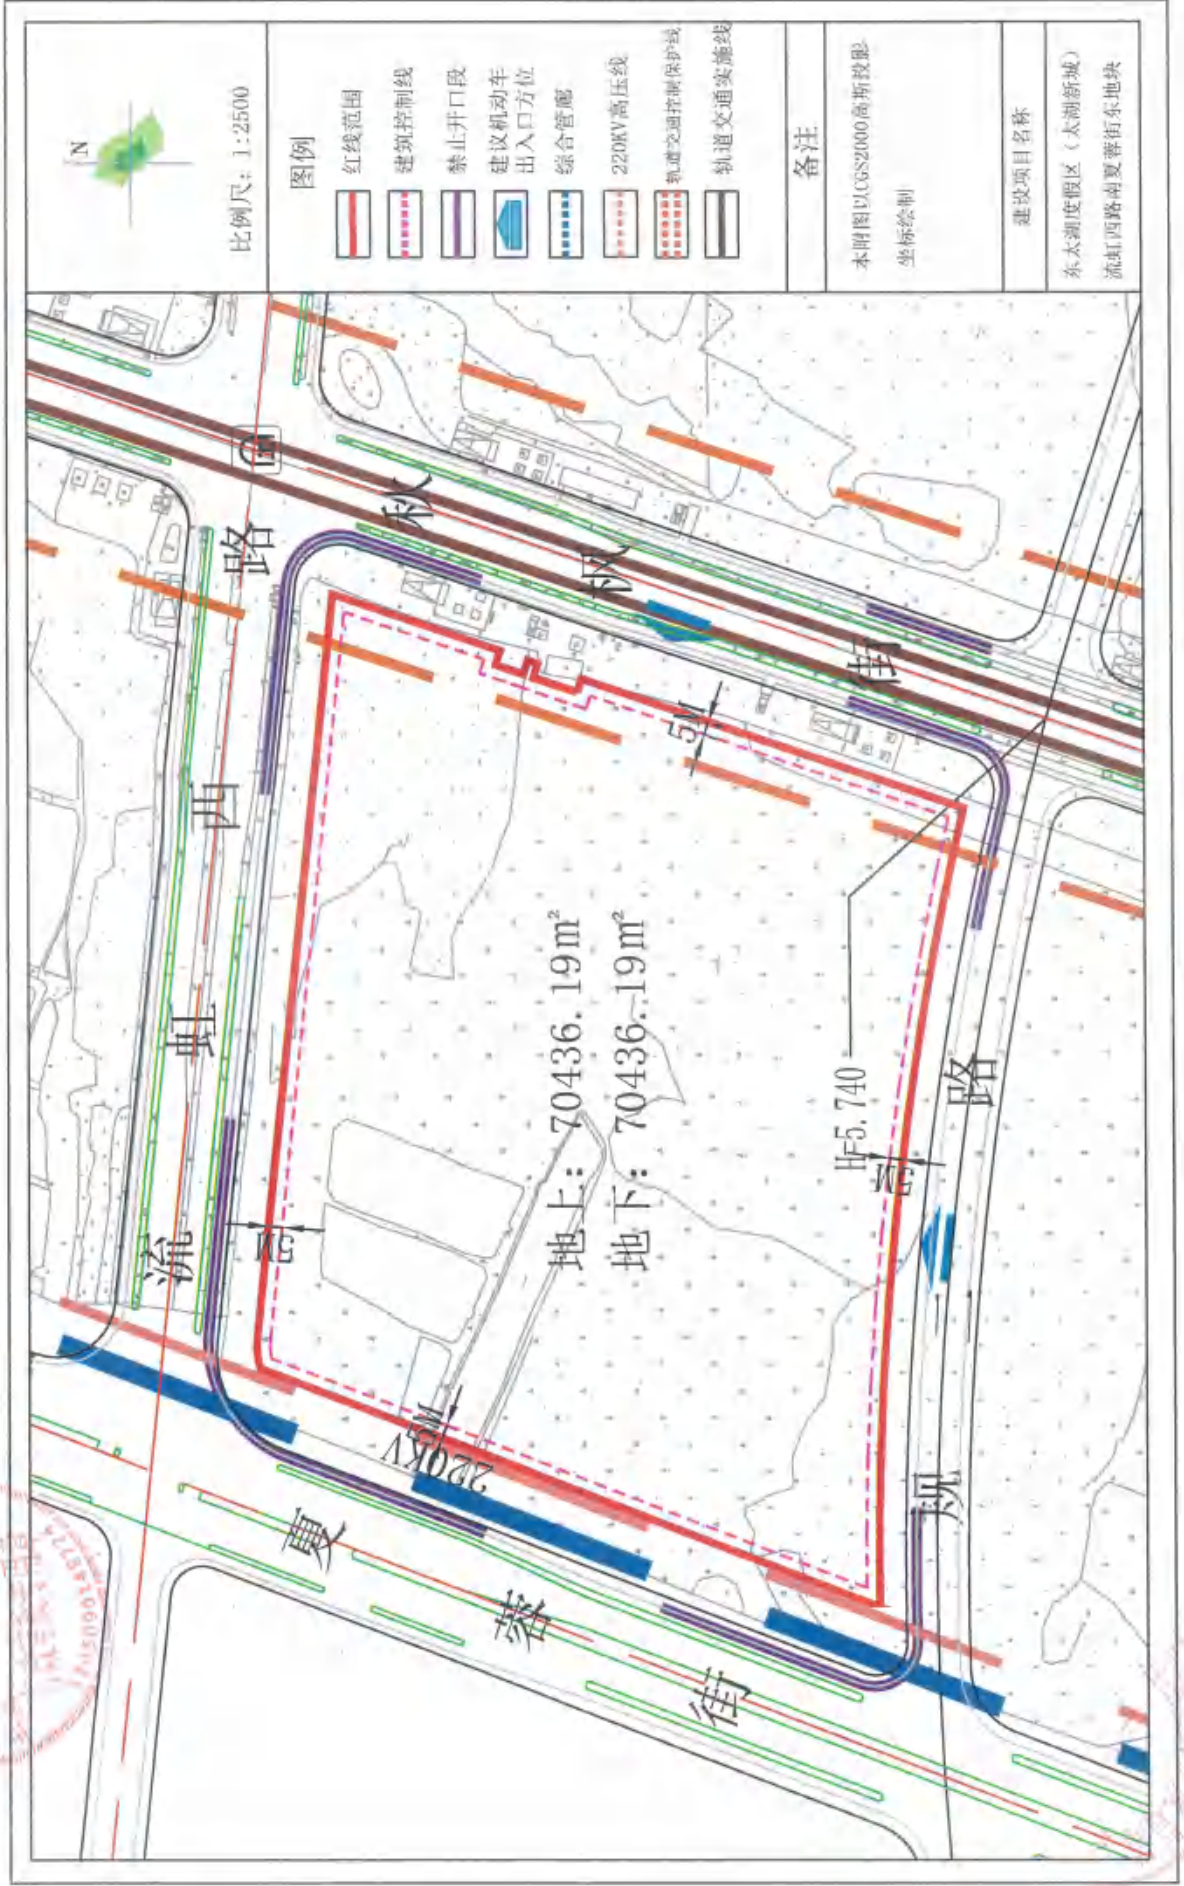 N
比例尺: 1:2500
图例
红线范围
建筑控制线
禁止开口段
建议机动车
出入口方位
综合管廊
220KV高压线
轨道交通控制保护线
轨道交通实施线
备注
本附图以CGS2000高斯投影
坐标绘制
建设项目名称
东太湖度假区（太湖新城）
流虹西路南夏蓉街东地块
流虹西路
秋枫街
夏蓉街
规
路
地上: 70436.19m²
地下: 70436.19m²
H=5.740
5M
5M
5M
5M
220KV